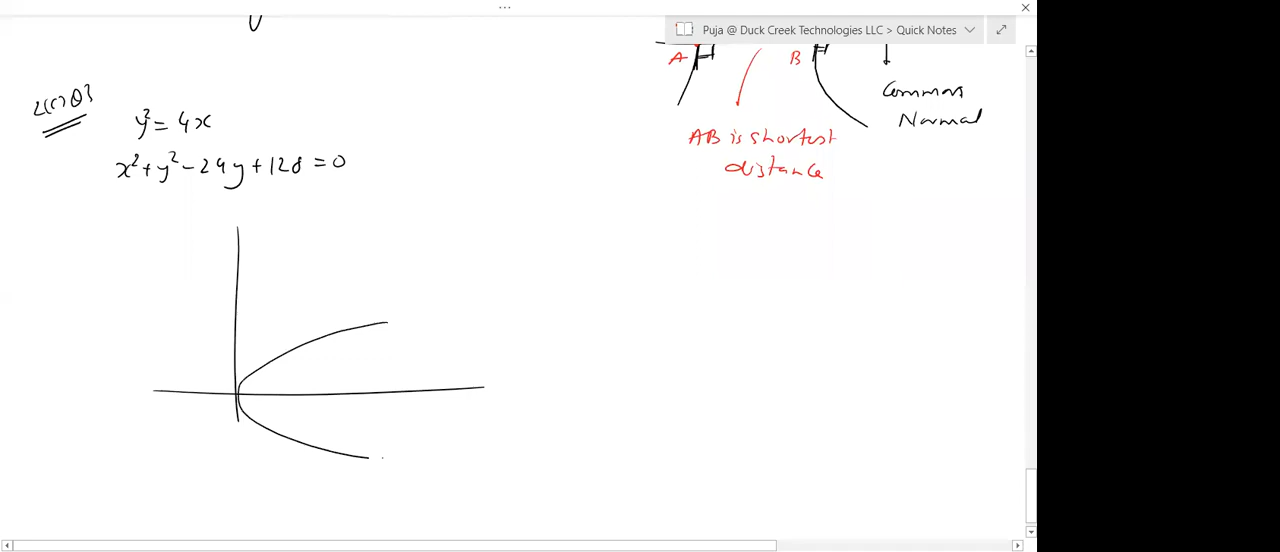 Puja @ Duck Creek Technologies LLC > Quick Notes
A
B
Common
Normal
AB is shortest
distance
y² = 4x
x² + y² - 24y + 128 = 0